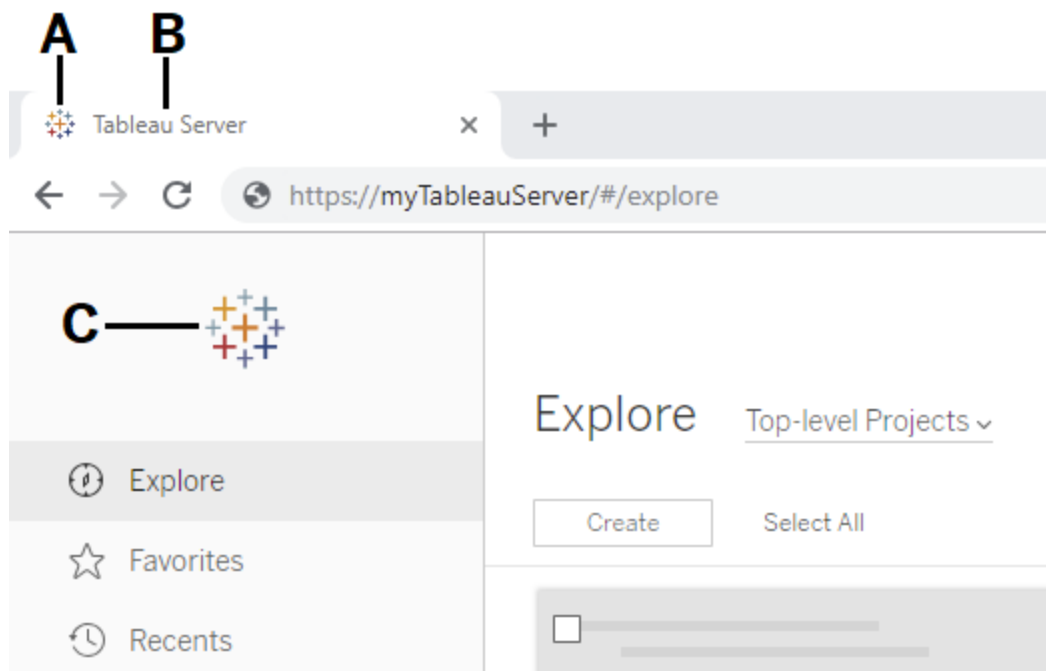 A B
Tableau Server
https://myTableauServer/#/explore
C
Explore Top-level Projects
Create Select All
Explore
Favorites
Recents